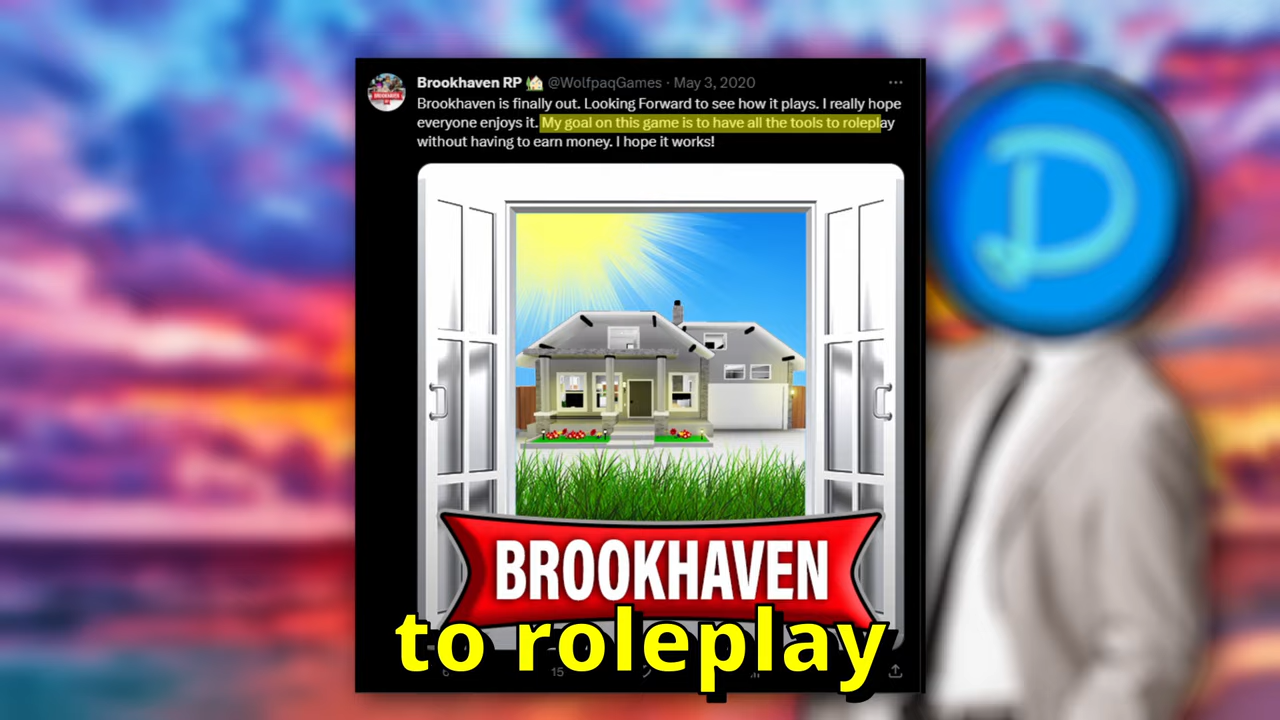 Brookhaven RP 🏡 @WolfpaqGames · May 3, 2020
Brookhaven is finally out. Looking Forward to see how it plays. I really hope
everyone enjoys it. My goal on this game is to have all the tools to roleplay
without having to earn money. I hope it works!
D
BROOKHAVEN
to roleplay
15